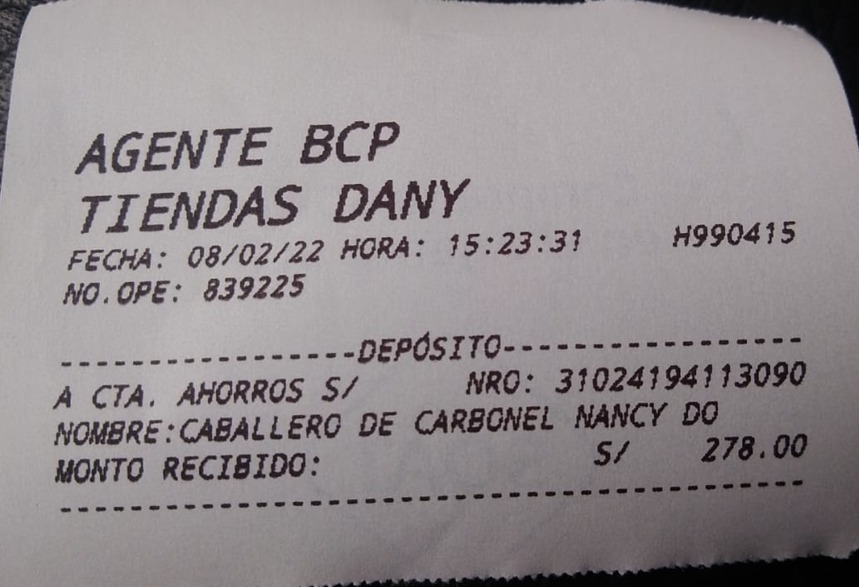 AGENTE BCP
TIENDAS DANY
FECHA: 08/02/22 HORA: 15:23:31 H990415
NO.OPE: 839225
-----------------DEPÓSITO-----------------
A CTA. AHORROS S/ NRO: 31024194113090
NOMBRE:CABALLERO DE CARBONEL NANCY DO
MONTO RECIBIDO: S/ 278.00
------------------------------------------